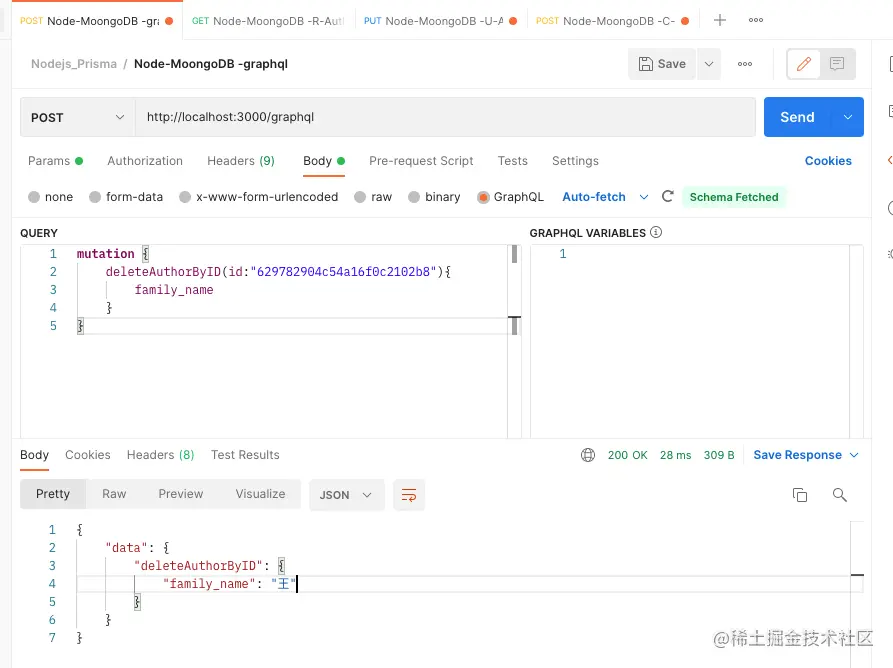 POST Node-MoongoDB -gra GET Node-MoongoDB -R-Aut PUT Node-MoongoDB -U-A POST Node-MoongoDB -C-
Nodejs_Prisma / Node-MoongoDB -graphql Save
POST http://localhost:3000/graphql Send
Params Authorization Headers (9) Body Pre-request Script Tests Settings Cookies
none form-data x-www-form-urlencoded raw binary GraphQL Auto-fetch Schema Fetched
QUERY GRAPHQL VARIABLES
1 mutation { 1
2 deleteAuthorByID(id:"629782904c54a16f0c2102b8"){
3 family_name
4 }
5 }
Body Cookies Headers (8) Test Results 200 OK 28 ms 309 B Save Response
Pretty Raw Preview Visualize JSON
1 {
2 "data": {
3 "deleteAuthorByID": {
4 "family_name": "王"
5 }
6 }
7 }
@稀土掘金技术社区